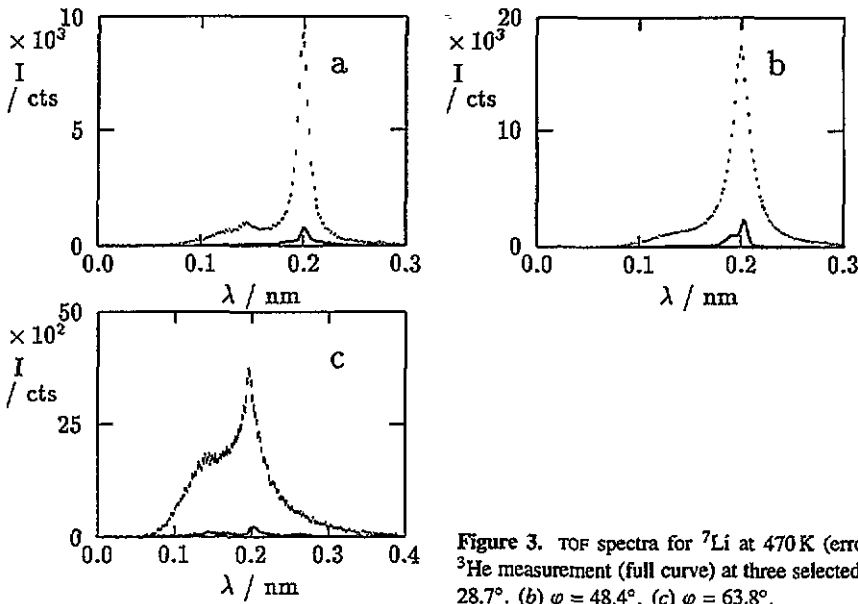 10
× 10³
I
/ cts
5
0
a
0.0 0.1 0.2 0.3
λ / nm
20
× 10³
I
/ cts
10
0
b
0.0 0.1 0.2 0.3
λ / nm
50
× 10²
I
/ cts
25
0
c
0.0 0.1 0.2 0.3 0.4
λ / nm
Figure 3. TOF spectra for ⁷Li at 470 K (erro
³He measurement (full curve) at three selected
28.7°, (b) φ = 48.4°, (c) φ = 63.8°.